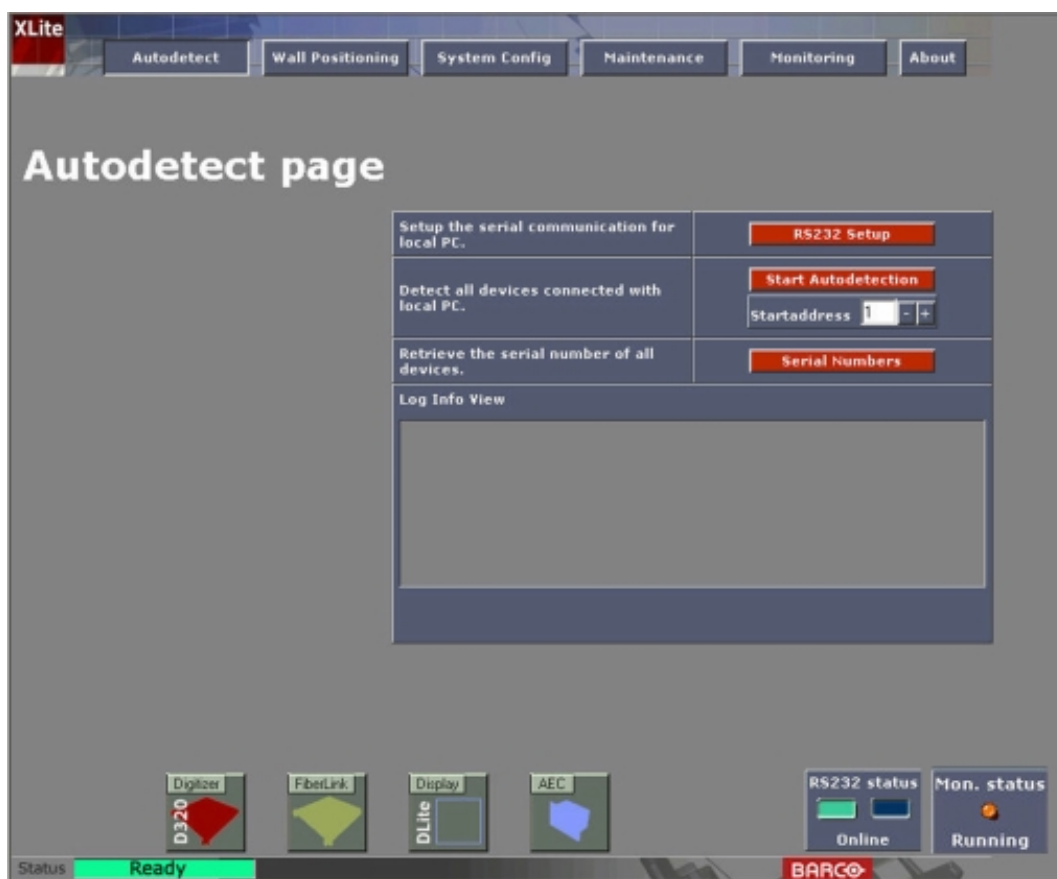 XLite
Autodetect
Wall Positioning
System Config
Maintenance
Monitoring
About
Autodetect page
Setup the serial communication for
local PC.
RS232 Setup
Detect all devices connected with
local PC.
Start Autodetection
Startaddress 1 - +
Retrieve the serial number of all
devices.
Serial Numbers
Log Info View
Digitizer
D320
FiberLink
Display
DLite
AEC
RS232 status
Online
Mon. status
Running
Status
Ready
BARCO